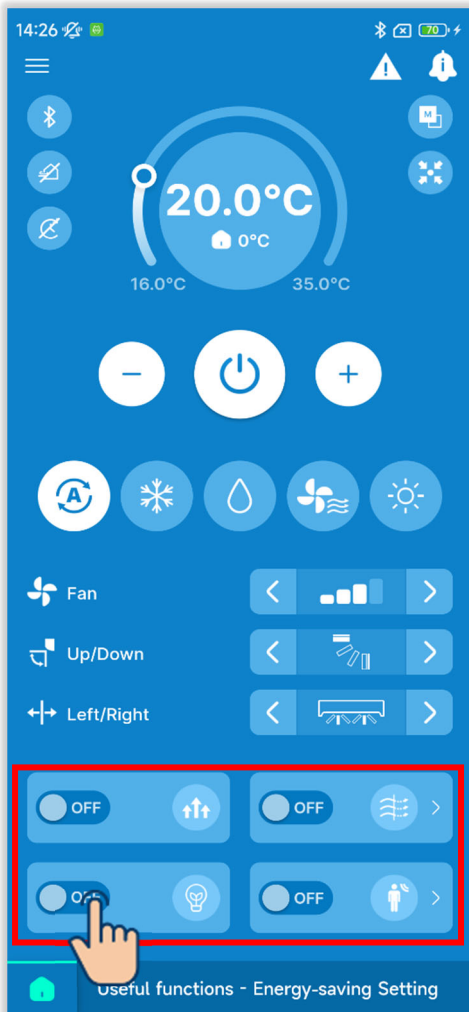 14:26
70
M
20.0°C
0°C
16.0°C
35.0°C
A
Fan
Up/Down
Left/Right
OFF
OFF
OFF
OFF
Useful functions - Energy-saving Setting